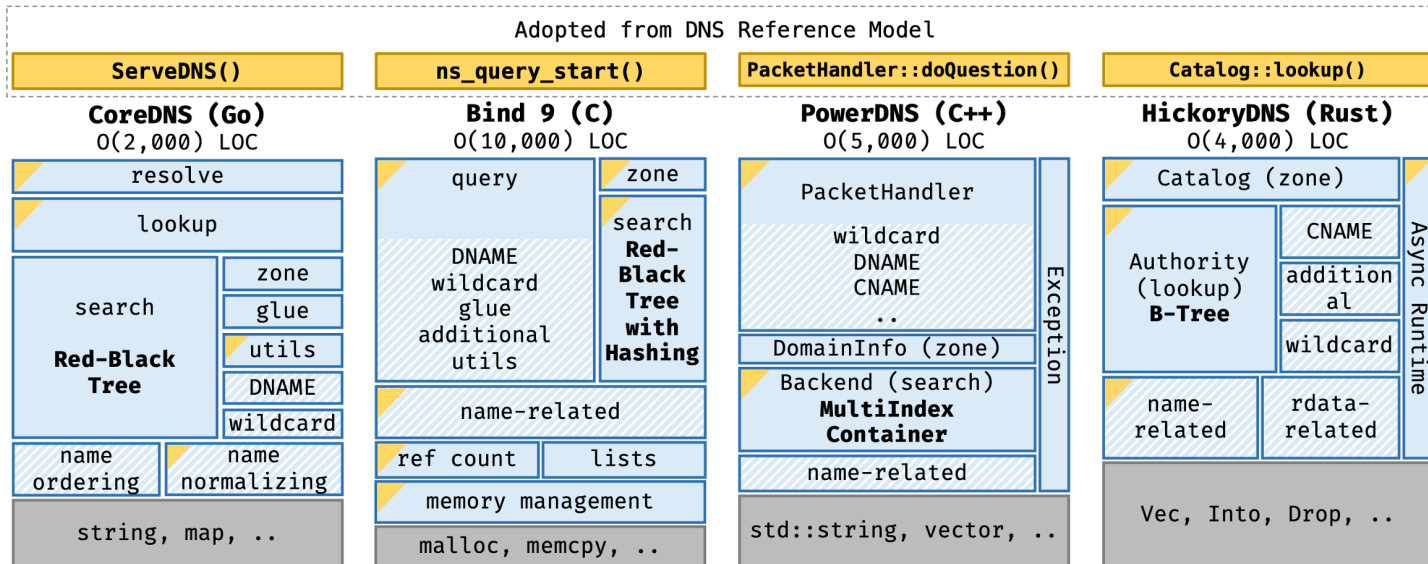 Adopted from DNS Reference Model
ServeDNS()
CoreDNS (Go)
O(2,000) LOC
resolve
lookup
search
Red-Black
Tree
zone
glue
utils
DNAME
wildcard
name
ordering
name
normalizing
string, map, ..
ns_query_start()
Bind 9 (C)
O(10,000) LOC
query
DNAME
wildcard
glue
additional
utils
zone
search
Red-
Black
Tree
with
Hashing
name-related
ref count
lists
memory management
malloc, memcpy, ..
PacketHandler::doQuestion()
PowerDNS (C++)
O(5,000) LOC
PacketHandler
wildcard
DNAME
CNAME
..
DomainInfo (zone)
Backend (search)
MultiIndex
Container
name-related
Exception
std::string, vector, ..
Catalog::lookup()
HickoryDNS (Rust)
O(4,000) LOC
Catalog (zone)
Authority
(lookup)
B-Tree
CNAME
addition
al
wildcard
name-
related
rdata-
related
Async Runtime
Vec, Into, Drop, ..